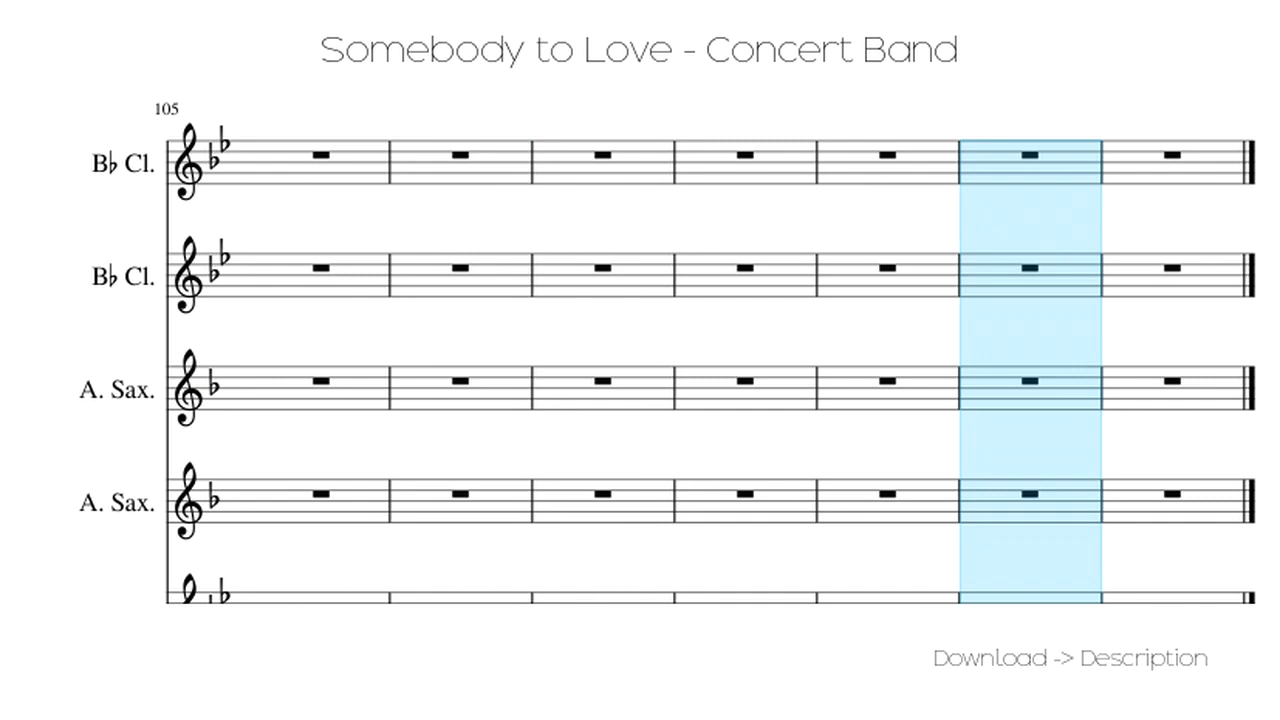 Somebody to Love - Concert Band
105
B♭ Cl.
B♭ Cl.
A. Sax.
A. Sax.
Download -> Description